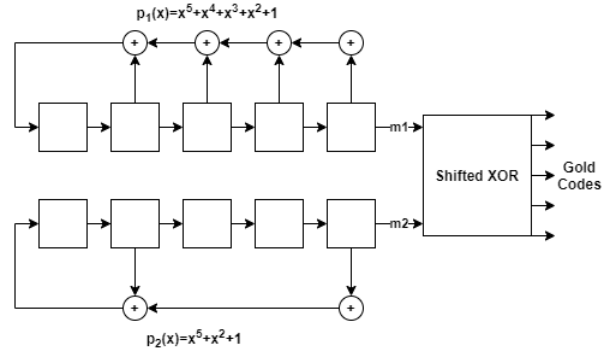 p₁(x)=x⁵+x⁴+x³+x²+1
+ + + +
m1
Shifted XOR
Gold
Codes
m2
+ +
p₂(x)=x⁵+x²+1